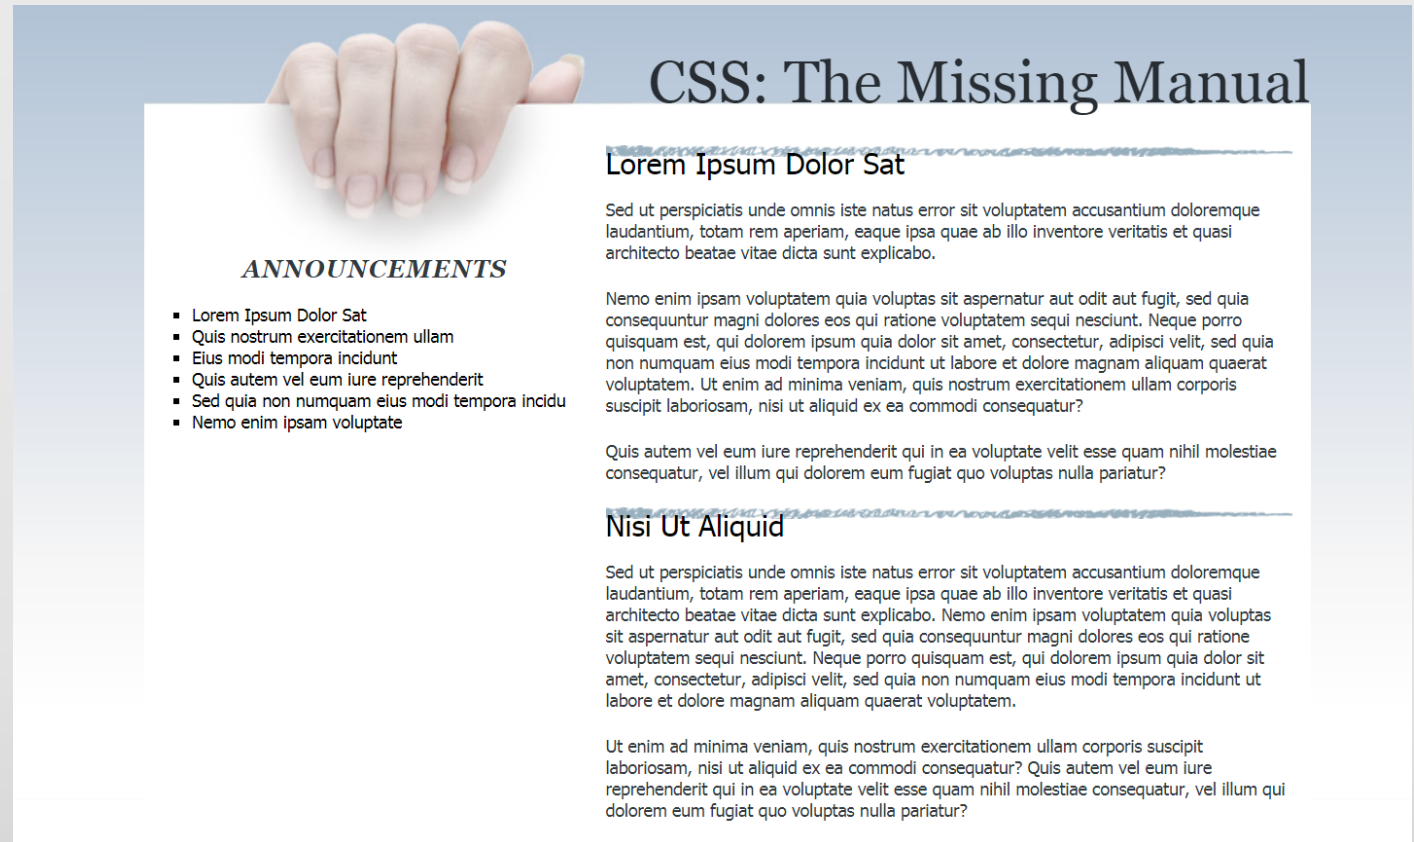 CSS: The Missing Manual
ANNOUNCEMENTS
Lorem Ipsum Dolor Sat
Quis nostrum exercitationem ullam
Eius modi tempora incidunt
Quis autem vel eum iure reprehenderit
Sed quia non numquam eius modi tempora incidu
Nemo enim ipsam voluptate
Lorem Ipsum Dolor Sat
Sed ut perspiciatis unde omnis iste natus error sit voluptatem accusantium doloremque
laudantium, totam rem aperiam, eaque ipsa quae ab illo inventore veritatis et quasi
architecto beatae vitae dicta sunt explicabo.
Nemo enim ipsam voluptatem quia voluptas sit aspernatur aut odit aut fugit, sed quia
consequuntur magni dolores eos qui ratione voluptatem sequi nesciunt. Neque porro
quisquam est, qui dolorem ipsum quia dolor sit amet, consectetur, adipisci velit, sed quia
non numquam eius modi tempora incidunt ut labore et dolore magnam aliquam quaerat
voluptatem. Ut enim ad minima veniam, quis nostrum exercitationem ullam corporis
suscipit laboriosam, nisi ut aliquid ex ea commodi consequatur?
Quis autem vel eum iure reprehenderit qui in ea voluptate velit esse quam nihil molestiae
consequatur, vel illum qui dolorem eum fugiat quo voluptas nulla pariatur?
Nisi Ut Aliquid
Sed ut perspiciatis unde omnis iste natus error sit voluptatem accusantium doloremque
laudantium, totam rem aperiam, eaque ipsa quae ab illo inventore veritatis et quasi
architecto beatae vitae dicta sunt explicabo. Nemo enim ipsam voluptatem quia voluptas
sit aspernatur aut odit aut fugit, sed quia consequuntur magni dolores eos qui ratione
voluptatem sequi nesciunt. Neque porro quisquam est, qui dolorem ipsum quia dolor sit
amet, consectetur, adipisci velit, sed quia non numquam eius modi tempora incidunt ut
labore et dolore magnam aliquam quaerat voluptatem.
Ut enim ad minima veniam, quis nostrum exercitationem ullam corporis suscipit
laboriosam, nisi ut aliquid ex ea commodi consequatur? Quis autem vel eum iure
reprehenderit qui in ea voluptate velit esse quam nihil molestiae consequatur, vel illum qui
dolorem eum fugiat quo voluptas nulla pariatur?